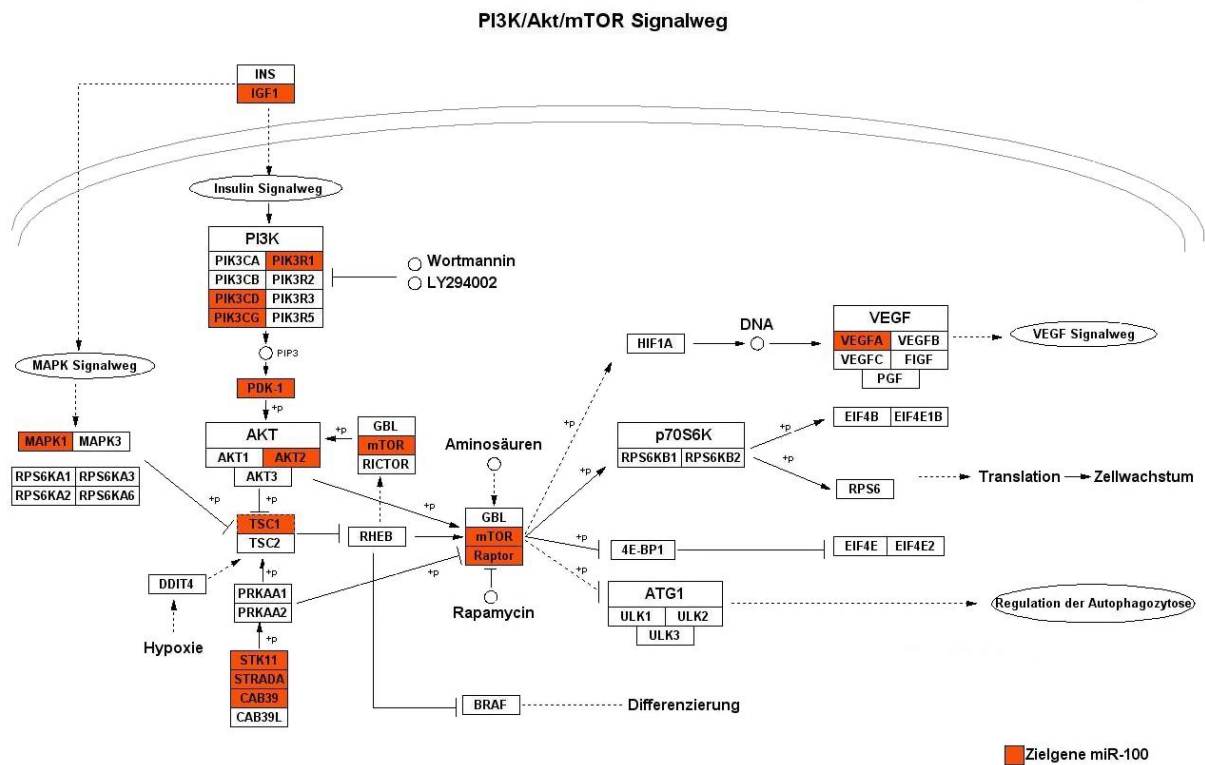 PI3K/Akt/mTOR Signalweg
INS
IGF1
Insulin Signalweg
PI3K
PIK3CA PIK3R1
PIK3CB PIK3R2
PIK3CD PIK3R3
PIK3CG PIK3R5
Wortmannin
LY294002
PIP3
PDK-1
+p
MAPK Signalweg
MAPK1 MAPK3
RPS6KA1 RPS6KA3
RPS6KA2 RPS6KA6
+p
AKT
AKT1 AKT2
AKT3
+p
+p
GBL
mTOR
RICTOR
TSC1
TSC2
RHEB
+p
DDIT4
Hypoxie
PRKAA1
PRKAA2
+p
STK11
STRADA
CAB39
CAB39L
Aminosäuren
+p
GBL
mTOR
Raptor
+p
Rapamycin
HIF1A
DNA
VEGF
VEGFA VEGFB
VEGFC FIGF
PGF
VEGF Signalweg
+p
+p
p70S6K
RPS6KB1 RPS6KB2
+p
EIF4B EIF4E1B
+p
RPS6
Translation
Zellwachstum
+p
4E-BP1
EIF4E EIF4E2
+p
ATG1
ULK1 ULK2
ULK3
Regulation der Autophagozytose
BRAF
Differenzierung
Zielgene miR-100